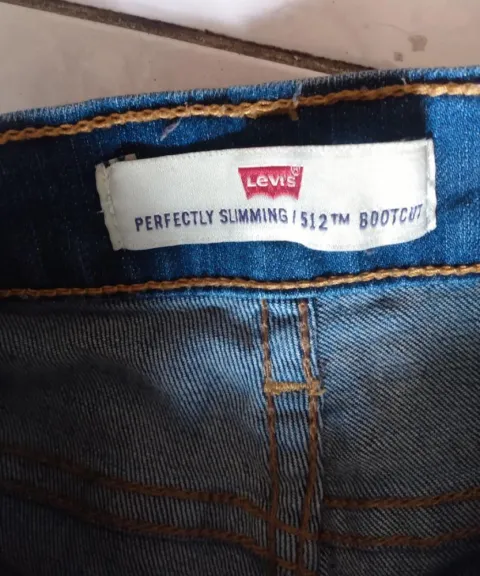 Levi's
PERFECTLY SLIMMING / 512™ BOOTCUT